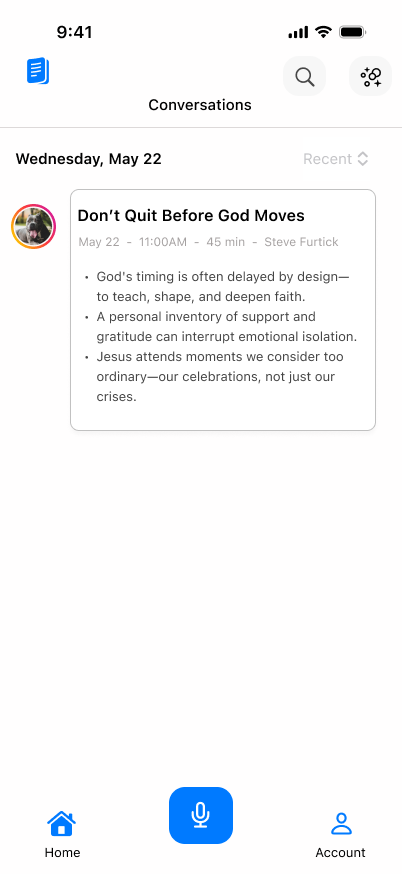 9:41
Conversations
Wednesday, May 22
Recent
Don’t Quit Before God Moves
May 22 - 11:00AM - 45 min - Steve Furtick
• God's timing is often delayed by design—
to teach, shape, and deepen faith.
• A personal inventory of support and
gratitude can interrupt emotional isolation.
• Jesus attends moments we consider too
ordinary—our celebrations, not just our
crises.
Home
Account